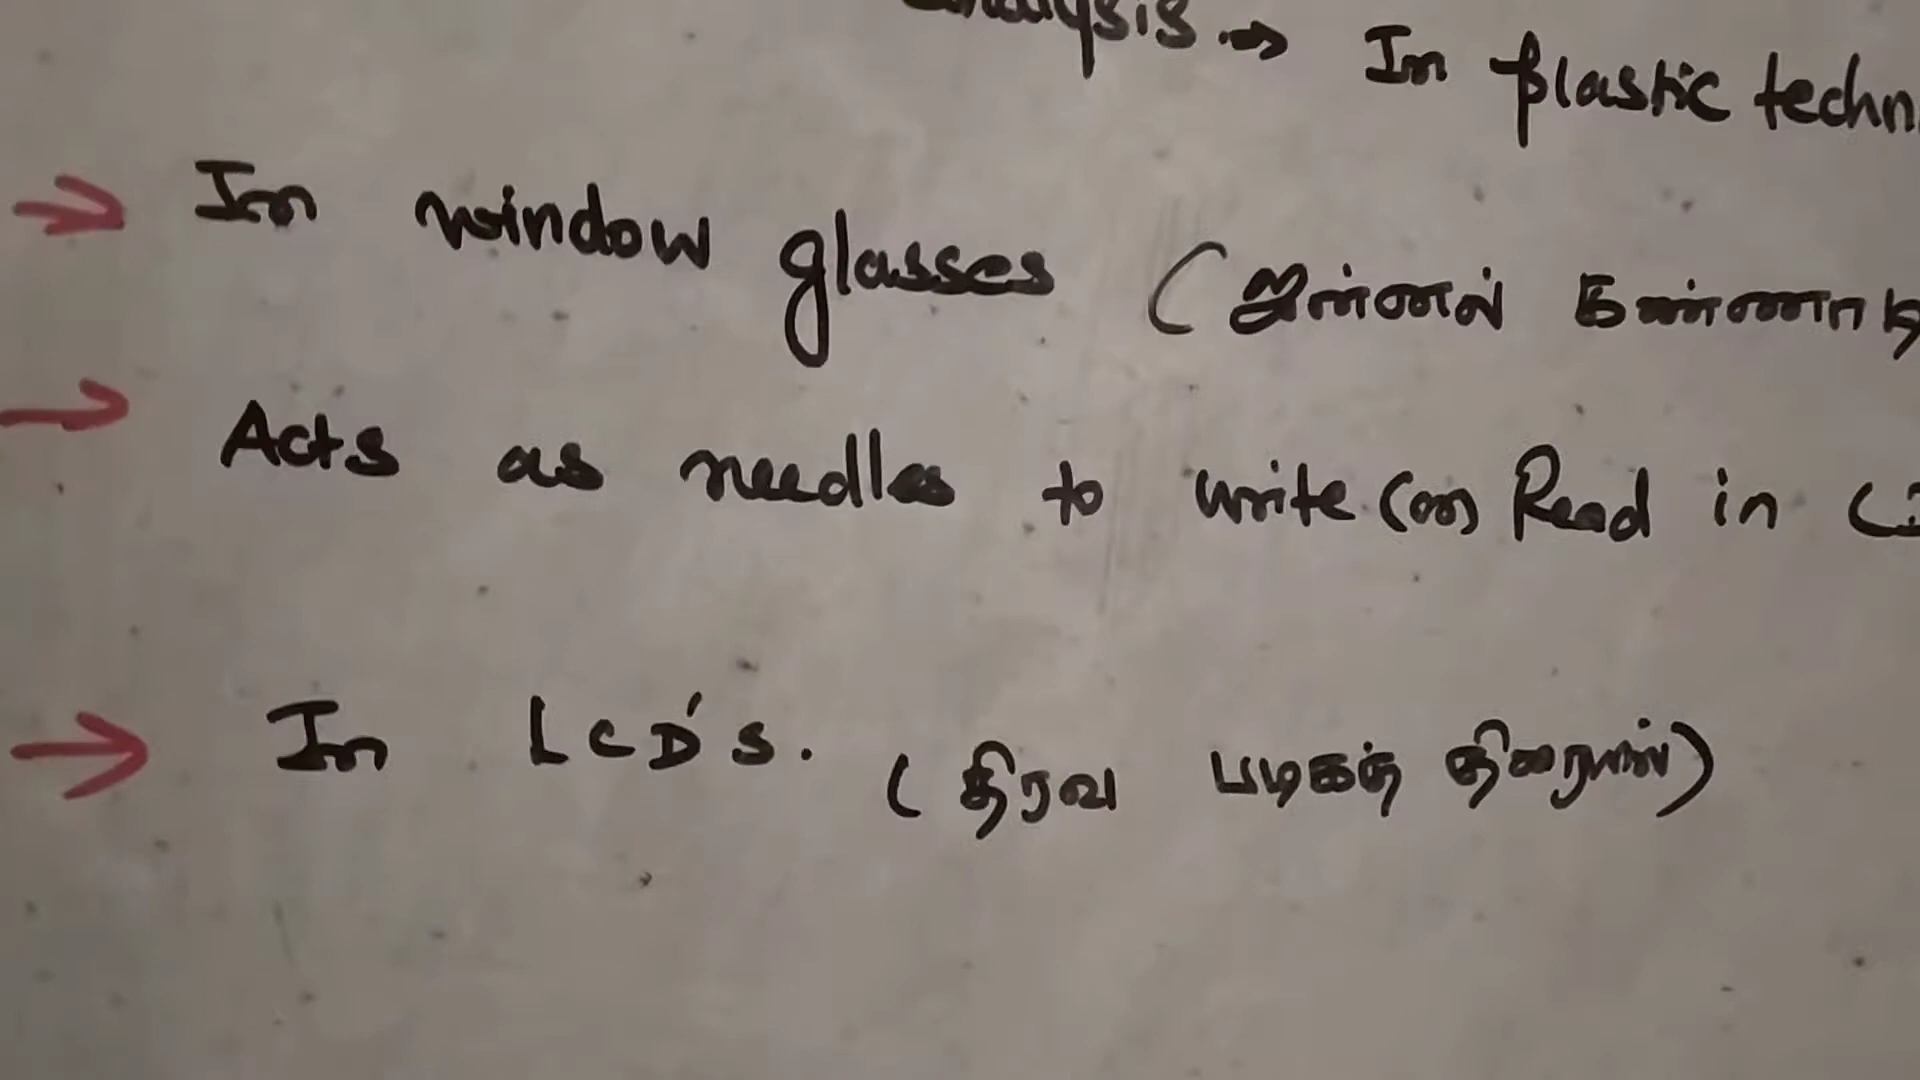 analysis → In plastic techn
→ In window glasses (ஜன்னல் கண்ணாடி
→ Acts as needles to write (or) Read in C
→ In LCD's. (திரவ படிகத் திரையில்)